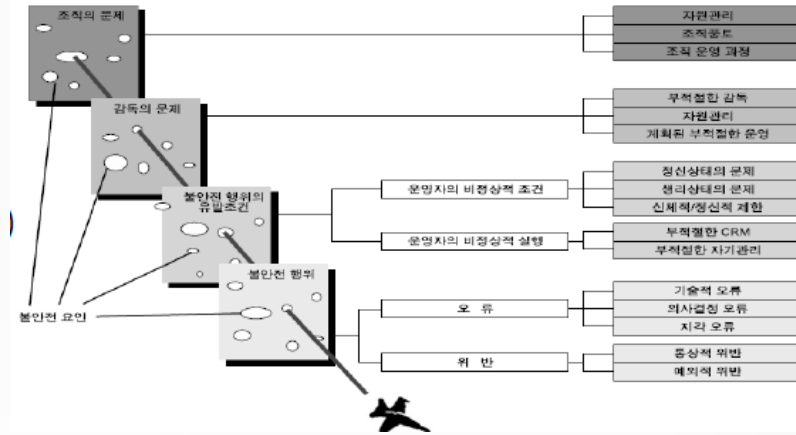 조직의 문제
자원관리
조직풍토
조직 운영 과정
감독의 문제
부적절한 감독
자원관리
계획된 부적절한 운영
불안전 행위의
유발조건
운영자의 비정상적 조건
정신상태의 문제
생리상태의 문제
신체적/정신적 제한
운영자의 비정상적 실행
부적절한 CRM
부적절한 자기관리
불안전 행위
불안전 요인
오 류
기술적 오류
의사결정 오류
지각 오류
위 반
통상적 위반
예외적 위반